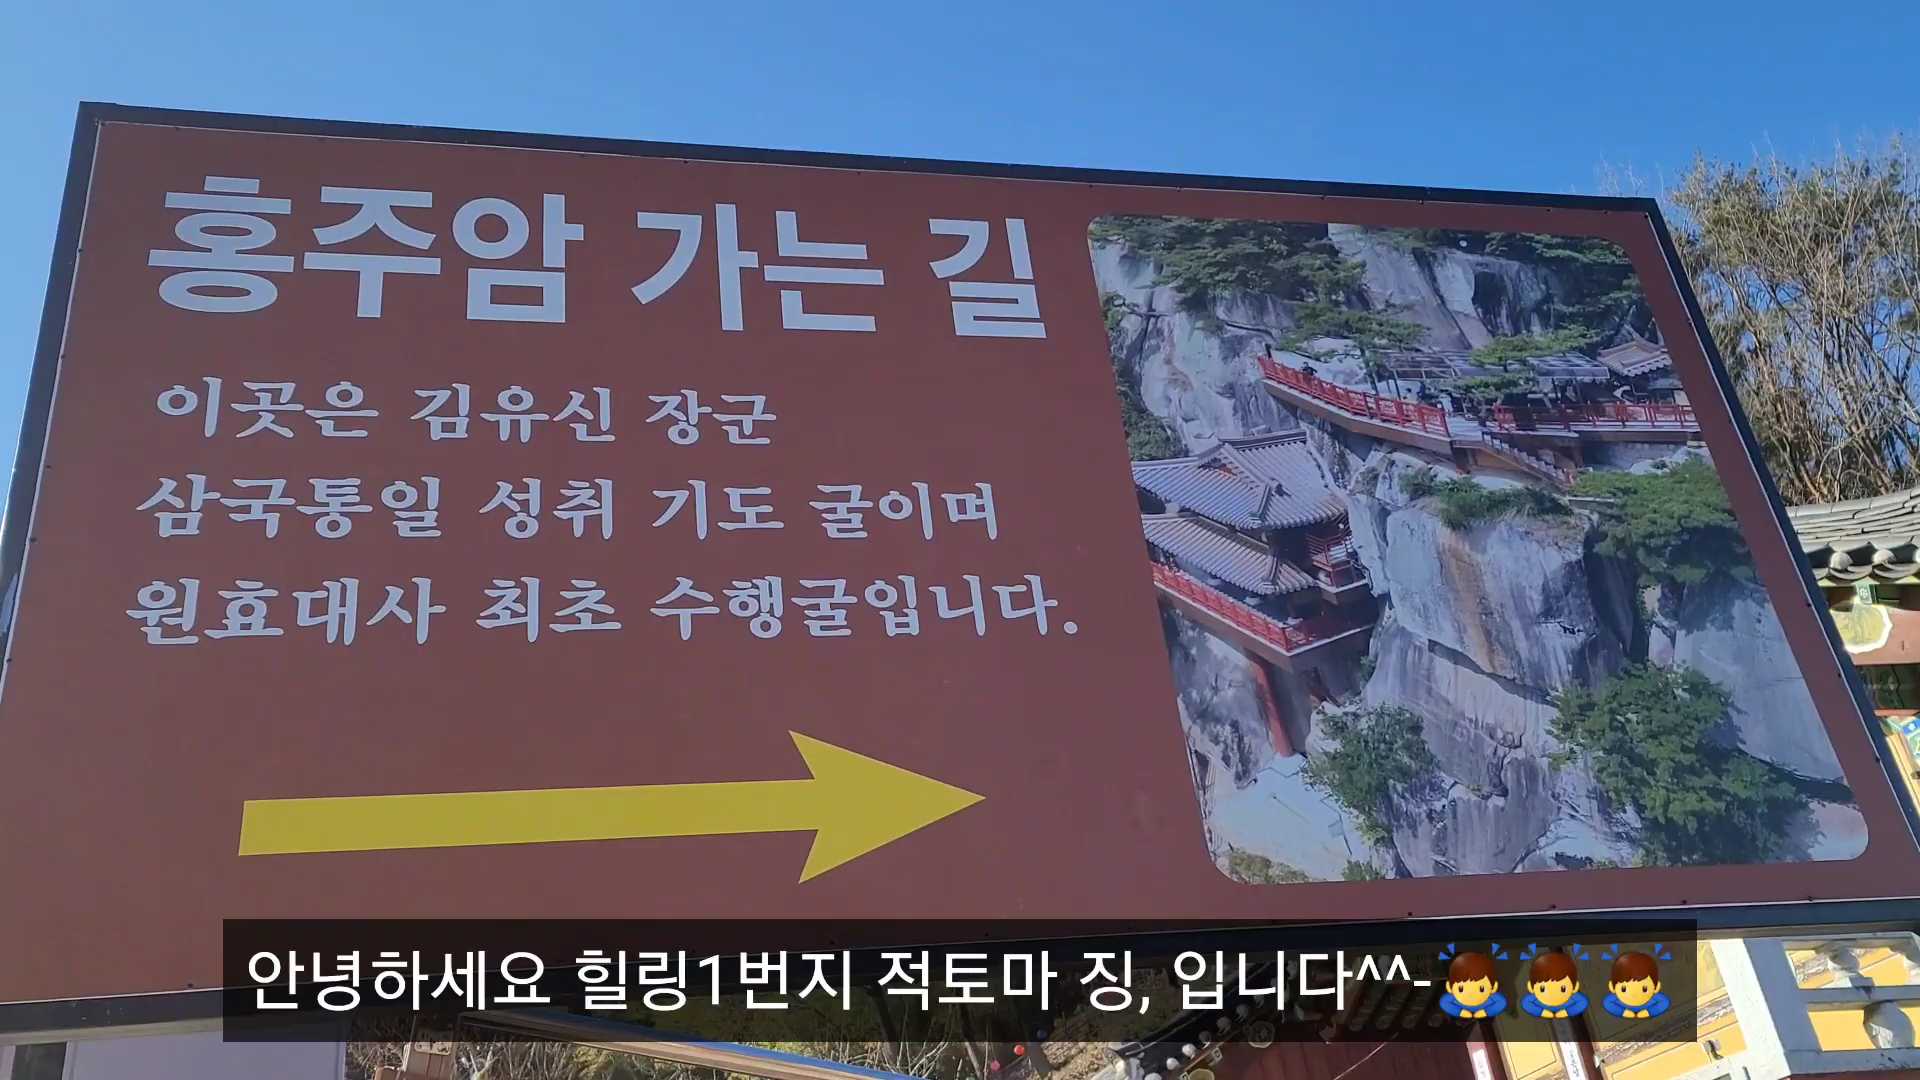 홍주암 가는 길
이곳은 김유신 장군
삼국통일 성취 기도 굴이며
원효대사 최초 수행굴입니다.
안녕하세요 힐링1번지 적토마 징, 입니다^^-🙇‍♂️🙇‍♂️🙇‍♂️